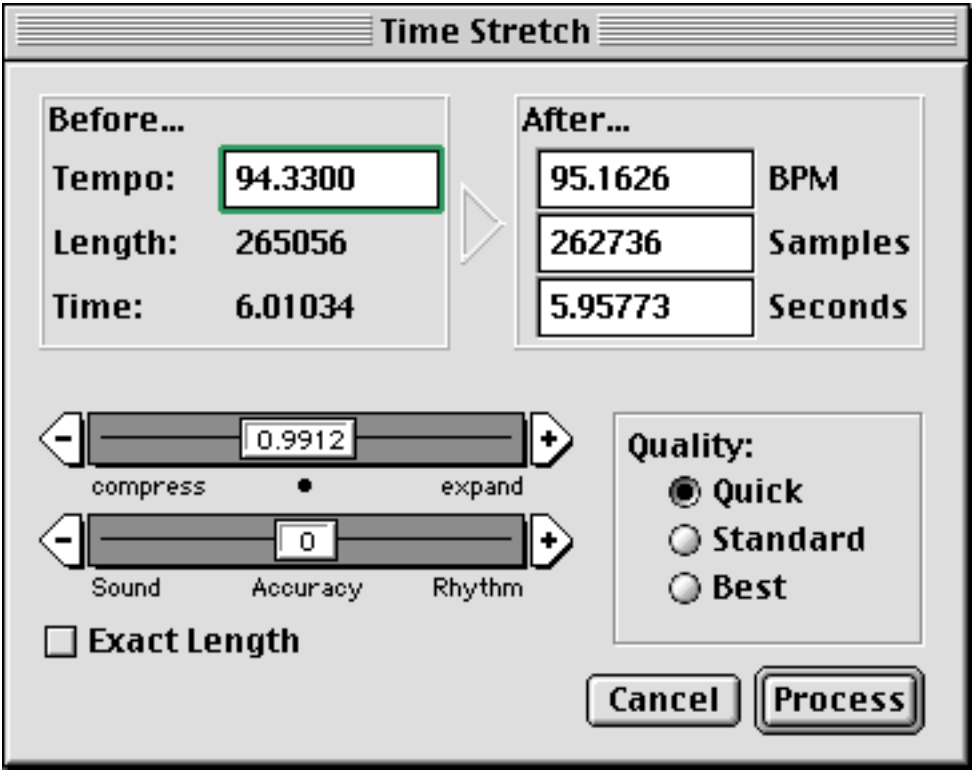 Time Stretch
Before...
Tempo: 94.3300
Length: 265056
Time: 6.01034
After...
95.1626 BPM
262736 Samples
5.95773 Seconds
- 0.9912 +
compress • expand
- 0 +
Sound Accuracy Rhythm
Exact Length
Quality:
Quick
Standard
Best
Cancel Process